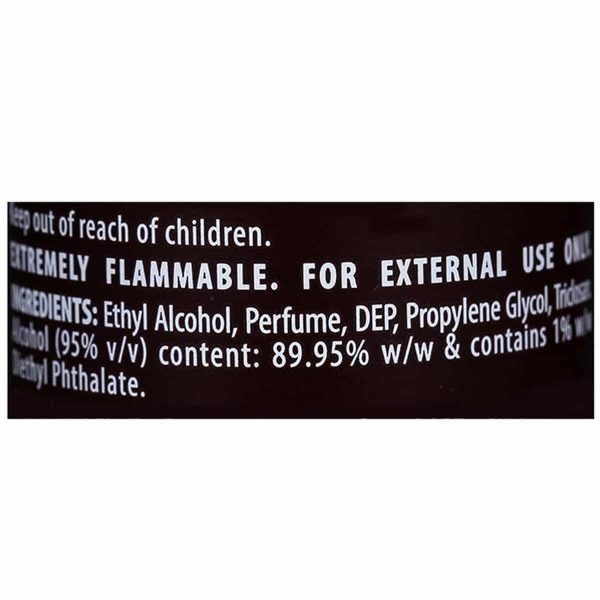 Keep out of reach of children.
EXTREMELY FLAMMABLE. FOR EXTERNAL USE ONLY.
INGREDIENTS: Ethyl Alcohol, Perfume, DEP, Propylene Glycol, Triclosan
Alcohol (95% v/v) content: 89.95% w/w & contains 1% w/w
Diethyl Phthalate.